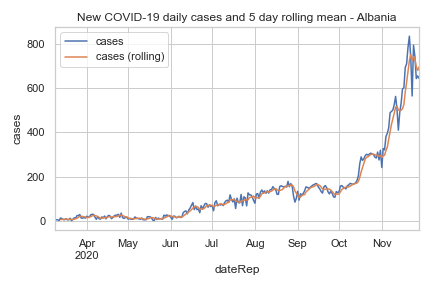 New COVID-19 daily cases and 5 day rolling mean - Albania
cases
cases (rolling)
800
600
400
200
0
cases
Apr May Jun Jul Aug Sep Oct Nov
2020
dateRep